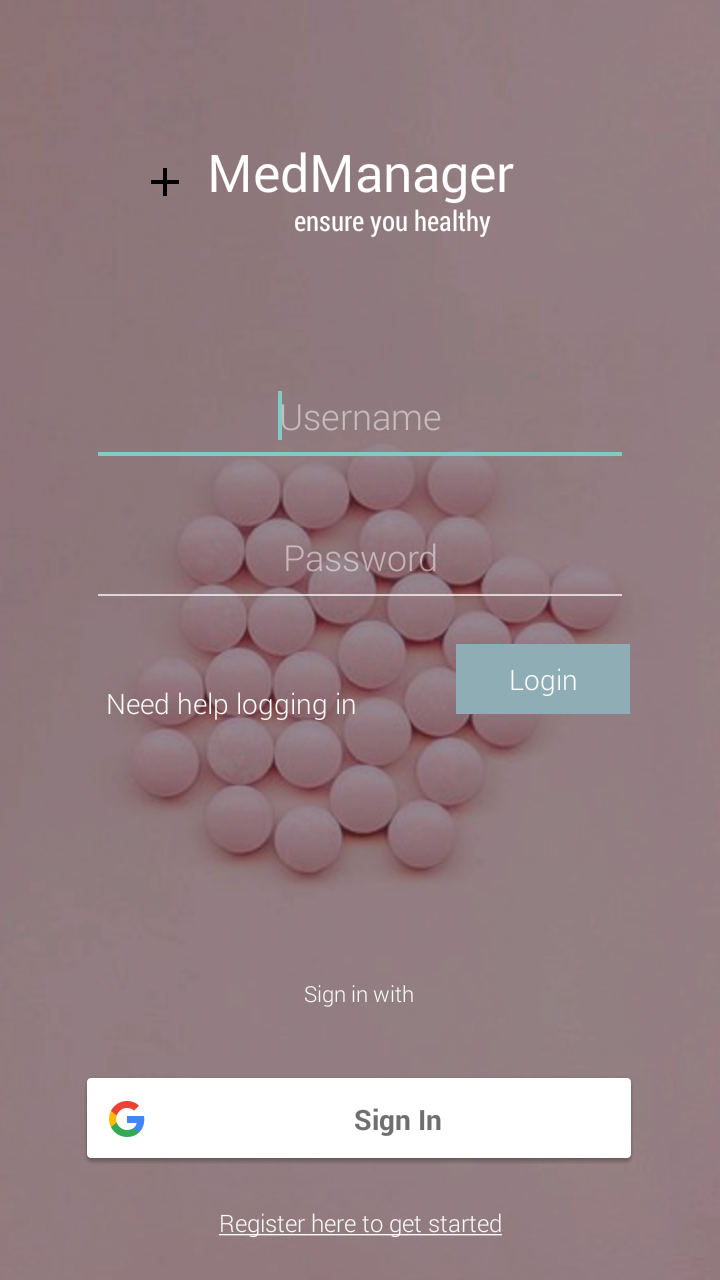 MedManager
ensure you healthy
Username
Password
Login
Need help logging in
Sign in with
Sign In
Register here to get started